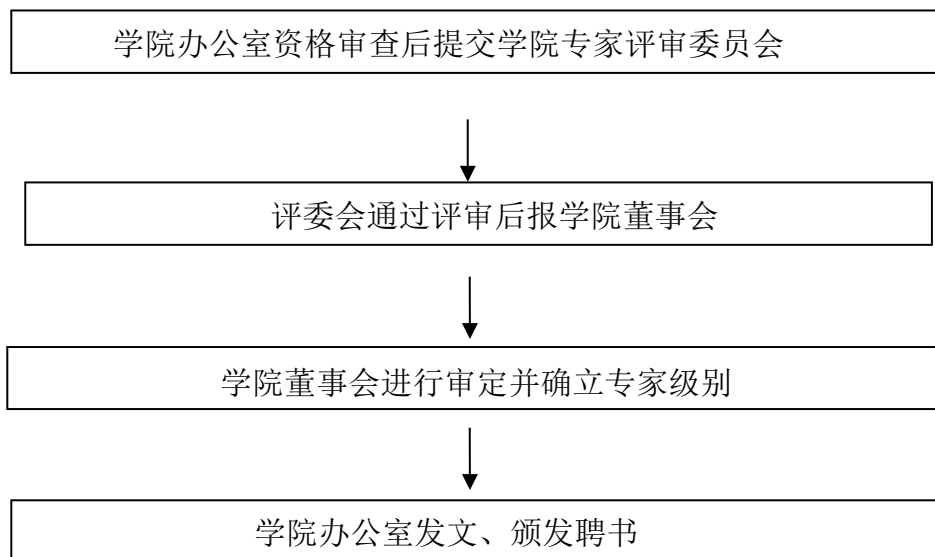 学院办公室资格审查后提交学院专家评审委员会
评委会通过评审后报学院董事会
学院董事会进行审定并确立专家级别
学院办公室发文、颁发聘书